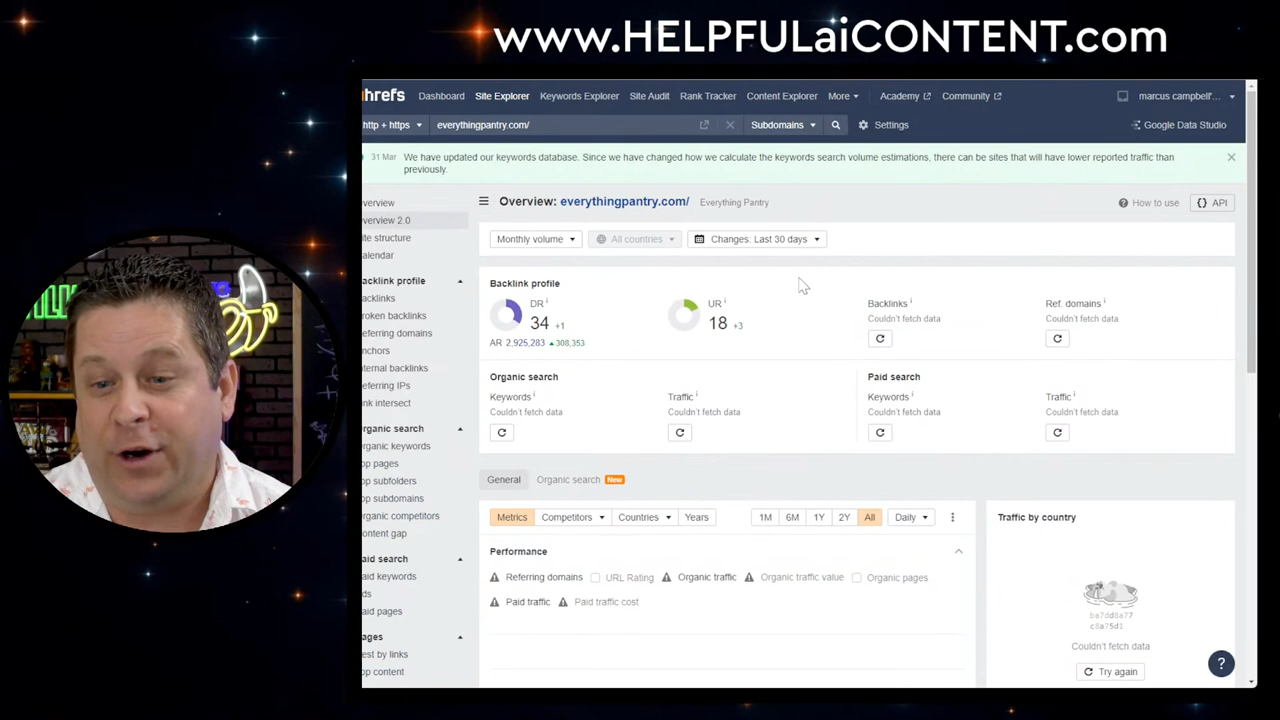 www.HELPFULaiCONTENT.com
hrefs Dashboard Site Explorer Keywords Explorer Site Audit Rank Tracker Content Explorer More Academy Community marcus campbell'...
http + https everythingpantry.com/ Subdomains Settings Google Data Studio
31 Mar We have updated our keywords database. Since we have changed how we calculate the keywords search volume estimations, there can be sites that will have lower reported traffic than
previously.
verview
verview 2.0
ite structure
alendar
acklink profile
acklinks
roken backlinks
eferring domains
nchors
nternal backlinks
eferring IPs
nk intersect
rganic search
rganic keywords
op pages
op subfolders
op subdomains
rganic competitors
ontent gap
aid search
aid keywords
ds
aid pages
ages
est by links
op content
Overview: everythingpantry.com/ Everything Pantry How to use {} API
Monthly volume All countries Changes: Last 30 days
Backlink profile
DR i UR i Backlinks i Ref. domains i
34 +1 18 +3 Couldn't fetch data Couldn't fetch data
AR 2,925,283 308,353
Organic search Paid search
Keywords i Traffic i Keywords i Traffic i
Couldn't fetch data Couldn't fetch data Couldn't fetch data Couldn't fetch data
General Organic search New
Metrics Competitors Countries Years 1M 6M 1Y 2Y All Daily
Performance
Referring domains URL Rating Organic traffic Organic traffic value Organic pages
Paid traffic Paid traffic cost
Traffic by country
ba7dd8a77
c8a75d1
Couldn't fetch data
Try again
?